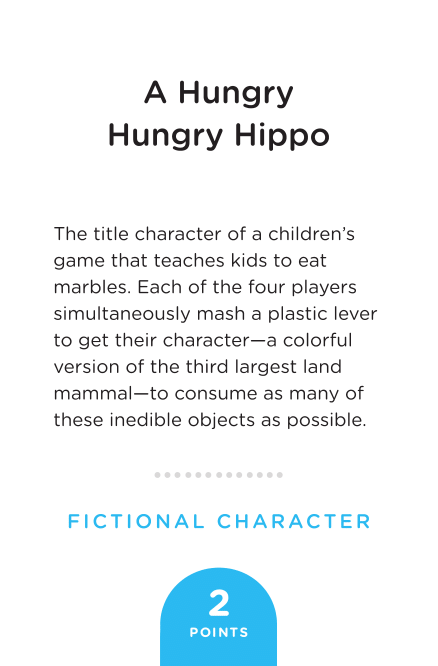 A Hungry
Hungry Hippo
The title character of a children’s
game that teaches kids to eat
marbles. Each of the four players
simultaneously mash a plastic lever
to get their character—a colorful
version of the third largest land
mammal—to consume as many of
these inedible objects as possible.
FICTIONAL CHARACTER
2
POINTS